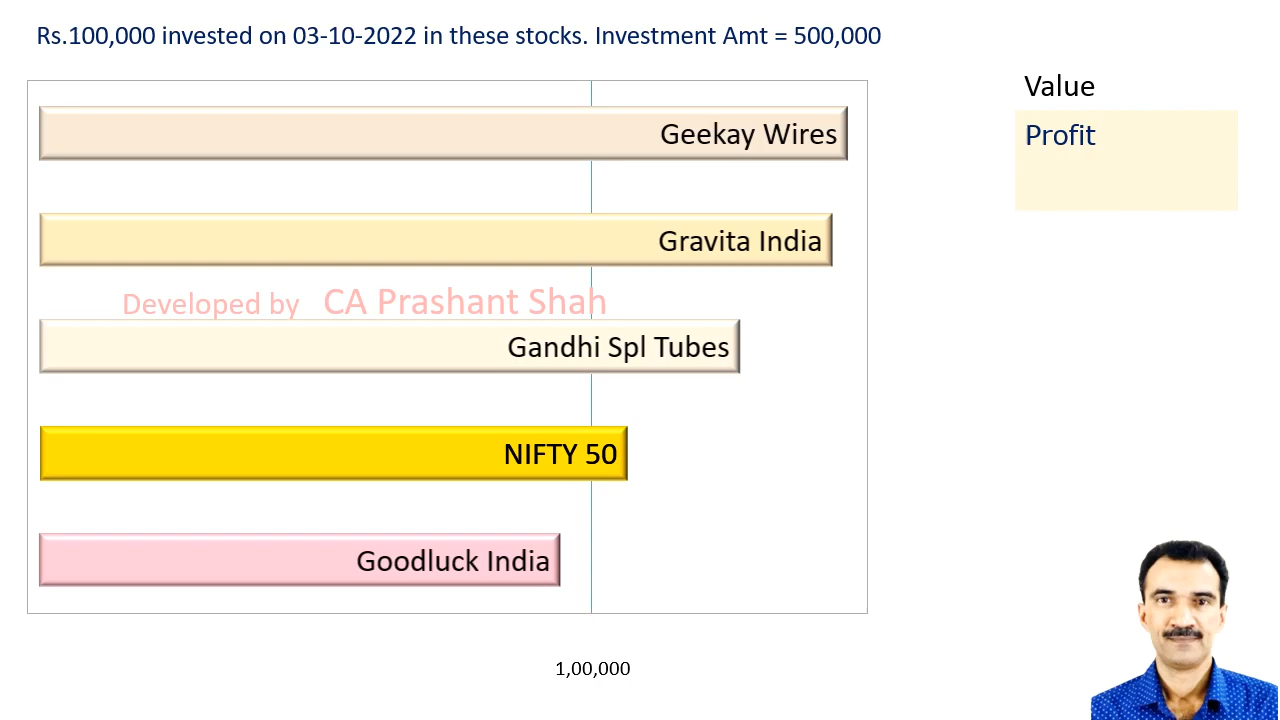 Rs.100,000 invested on 03-10-2022 in these stocks. Investment Amt = 500,000
Value
Profit
Geekay Wires
Gravita India
Developed by CA Prashant Shah
Gandhi Spl Tubes
NIFTY 50
Goodluck India
1,00,000